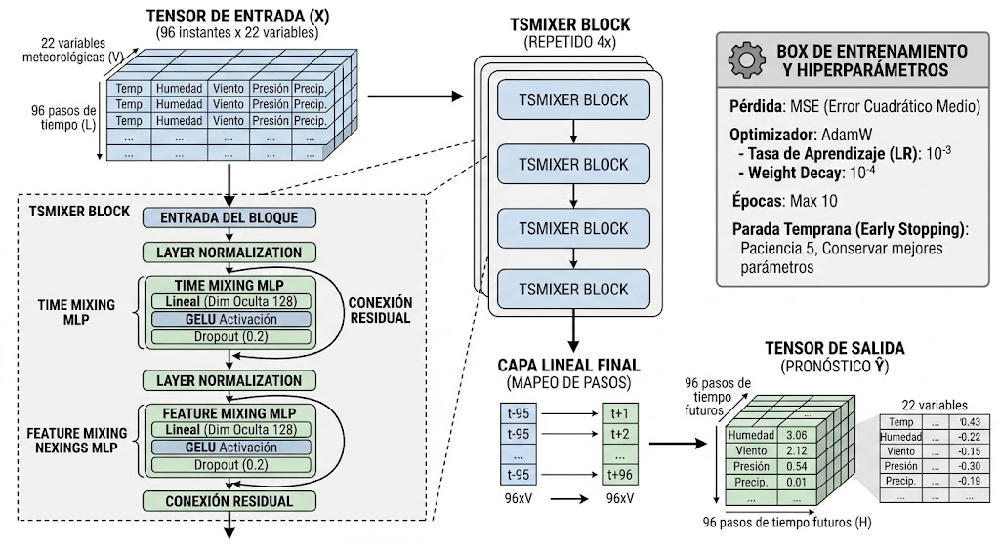 TENSOR DE ENTRADA (X)
(96 instantes x 22 variables)
22 variables
meteorológicas (V)
96 pasos de
tiempo (L)
Temp Humedad Viento Presión Precip.
Temp Humedad Viento Presión Precip.
Temp Humedad Viento Presión Precip.
... ... ... ... ...
... ... ... ... ...
TSMIXER BLOCK
ENTRADA DEL BLOQUE
LAYER NORMALIZATION
TIME MIXING
MLP
TIME MIXING MLP
Lineal (Dim Oculta 128)
GELU Activación
Dropout (0.2)
CONEXIÓN
RESIDUAL
LAYER NORMALIZATION
FEATURE MIXING
NEXINGS MLP
FEATURE MIXING MLP
Lineal (Dim Oculta 128)
GELU Activación
Dropout (0.2)
CONEXIÓN RESIDUAL
TSMIXER BLOCK
(REPETIDO 4x)
TSMIXER BLOCK
TSMIXER BLOCK
TSMIXER BLOCK
TSMIXER BLOCK
CAPA LINEAL FINAL
(MAPEO DE PASOS)
t-95 t+1
t-95 t+2
... ...
t-95 t+96
96xV 96xV
BOX DE ENTRENAMIENTO
Y HIPERPARÁMETROS
Pérdida: MSE (Error Cuadrático Medio)
Optimizador: AdamW
- Tasa de Aprendizaje (LR): 10⁻³
- Weight Decay: 10⁻⁴
Épocas: Max 10
Parada Temprana (Early Stopping):
Paciencia 5, Conservar mejores
parámetros
TENSOR DE SALIDA
(PRONÓSTICO Ŷ)
96 pasos de
tiempo
futuros
Humedad 3.06
Viento 2.12
Presión 0.54
Precip. 0.01
... ...
96 pasos de tiempo futuros (H)
22 variables
Temp ... '0.43
Humedad ... -0.22
Viento ... -0.15
Presión ... -0.30
Precip. ... -0.19
... ... ...